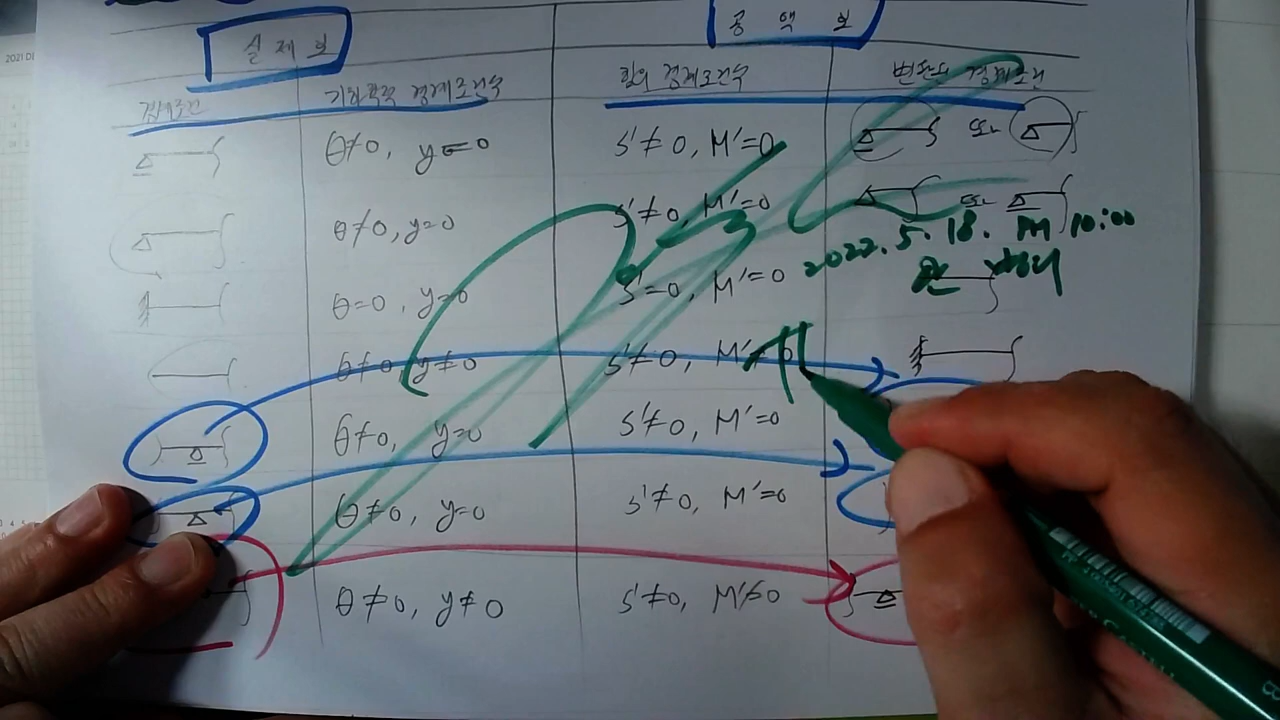 2021 D
실제보
공액보
경계조건 기하학적 경계조건수 힘의 경계조건수 변환된 경계조건
θ≠0, y=0 S'≠0, M'=0 또는
θ≠0, y=0 S'≠0, M'=0 또는
2022. 5. 18. m 10:00
θ=0, y=0 S'=0, M'=0
θ≠0, y≠0 S'≠0, M'≠0
θ≠0, y=0 S'≠0, M'=0
θ≠0, y=0 S'≠0, M'=0
θ≠0, y≠0 S'≠0, M'≠0